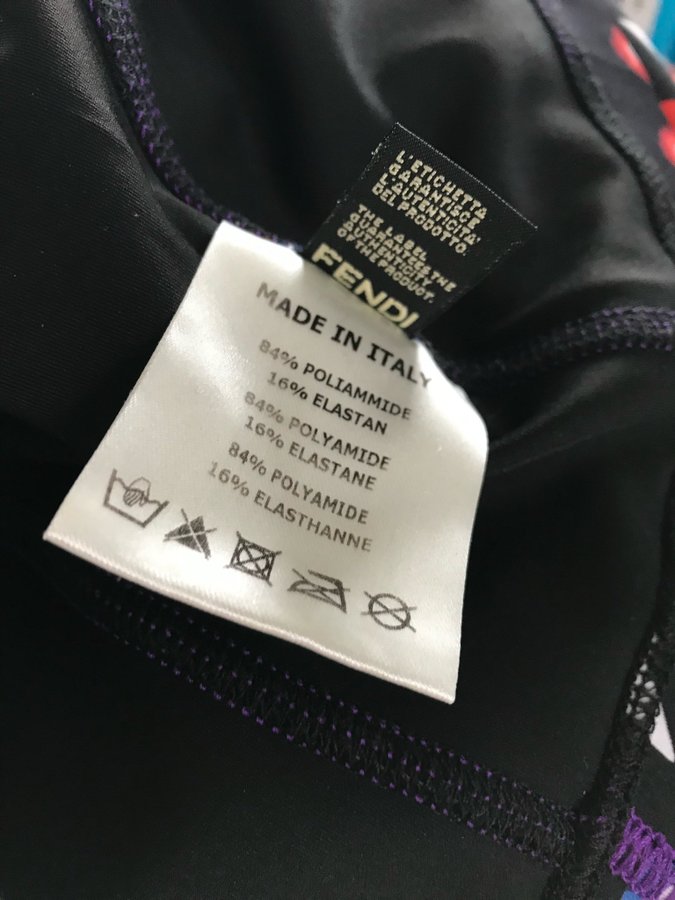 L'ETICHETTA
GARANTISCE
L'AUTENTICITA'
DEL PRODOTTO.
THE LABEL
GUARANTEES THE
AUTHENTICITY
OF THE PRODUCT.
FENDI
MADE IN ITALY
84% POLIAMMIDE
16% ELASTAN
84% POLYAMIDE
16% ELASTANE
84% POLYAMIDE
16% ELASTHANNE